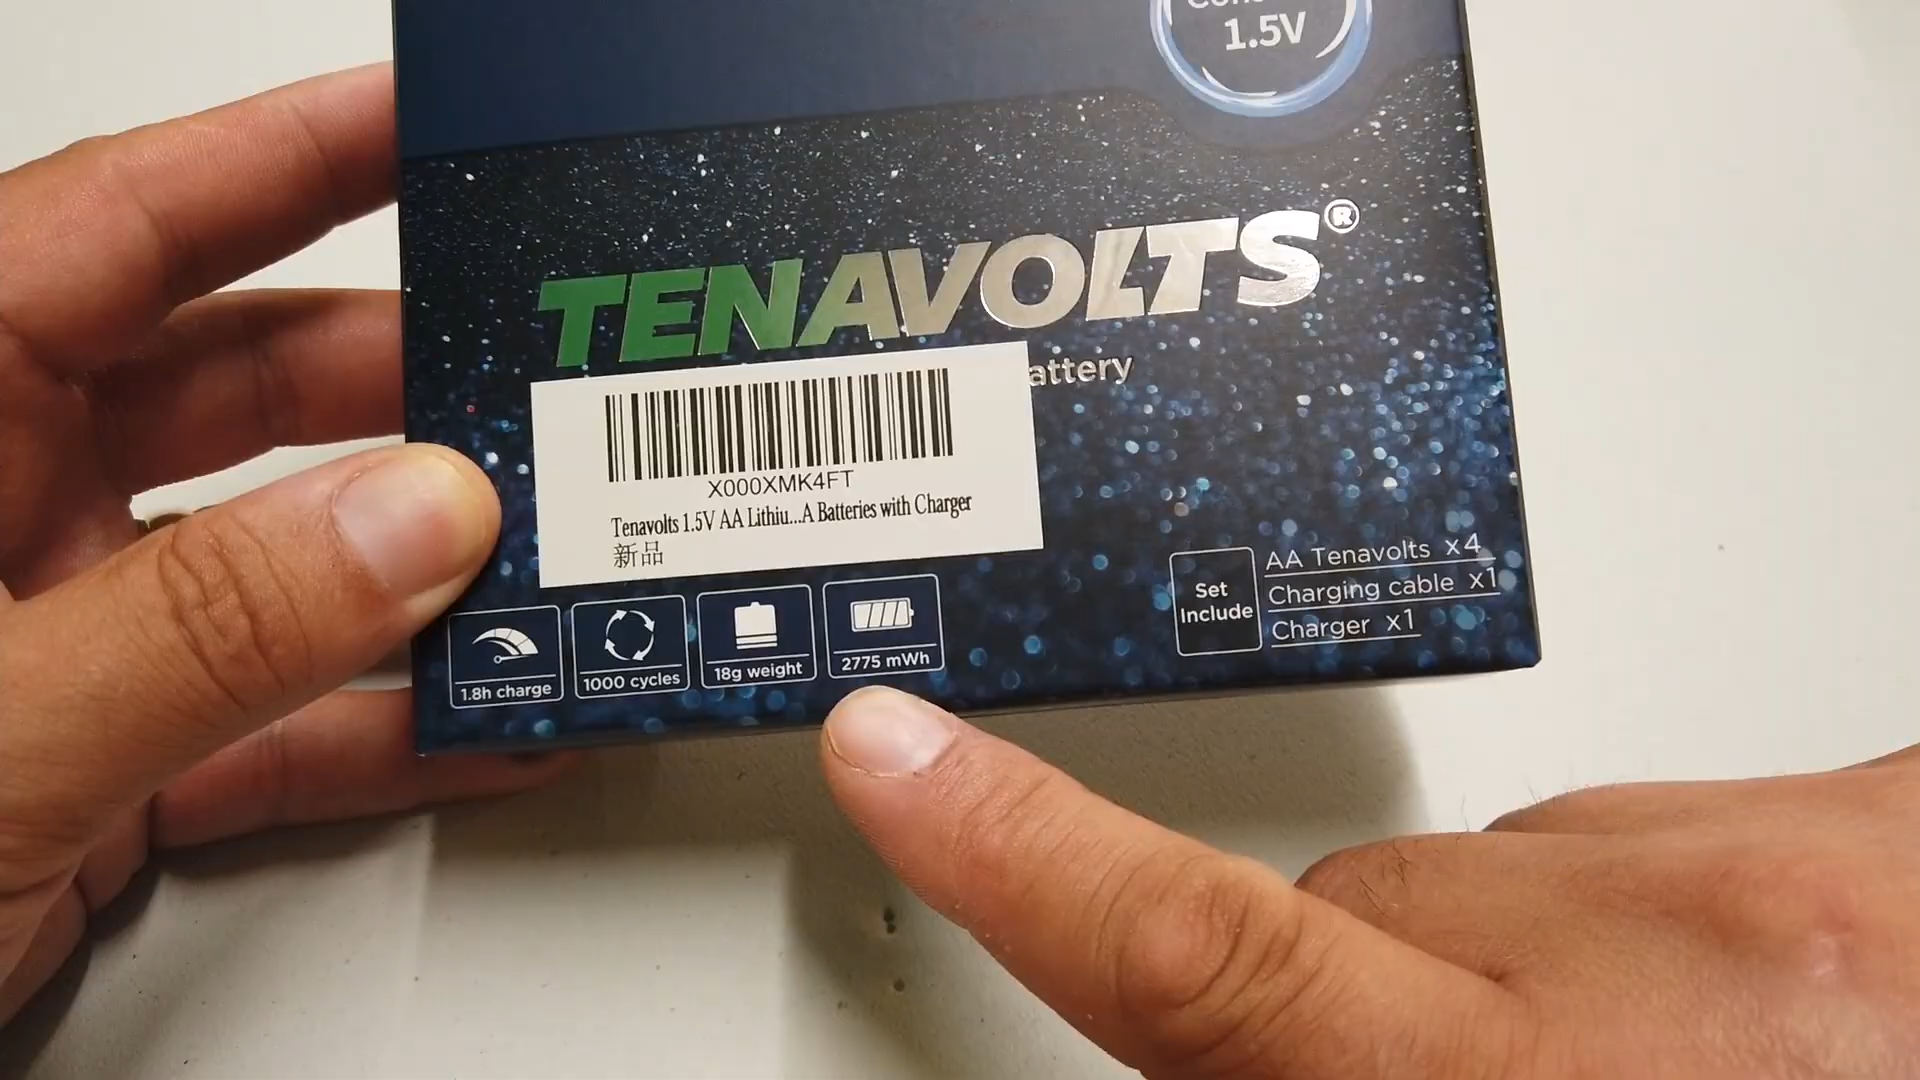 1.5V
TENAVOLTS®
X000XMK4FT
Tenavolts 1.5V AA Lithiu...A Batteries with Charger
新品
1.8h charge
1000 cycles
18g weight
2775 mWh
Set
Include
AA Tenavolts x4
Charging cable x1
Charger x1